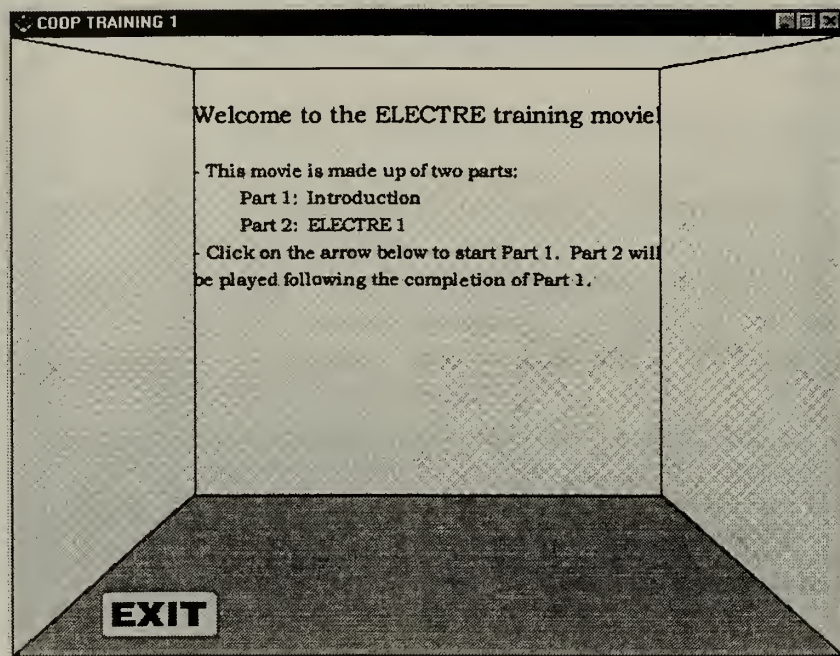 COOP TRAINING 1
Welcome to the ELECTRE training movie!
- This movie is made up of two parts:
Part 1: Introduction
Part 2: ELECTRE 1
- Click on the arrow below to start Part 1. Part 2 will
be played following the completion of Part 1.
EXIT